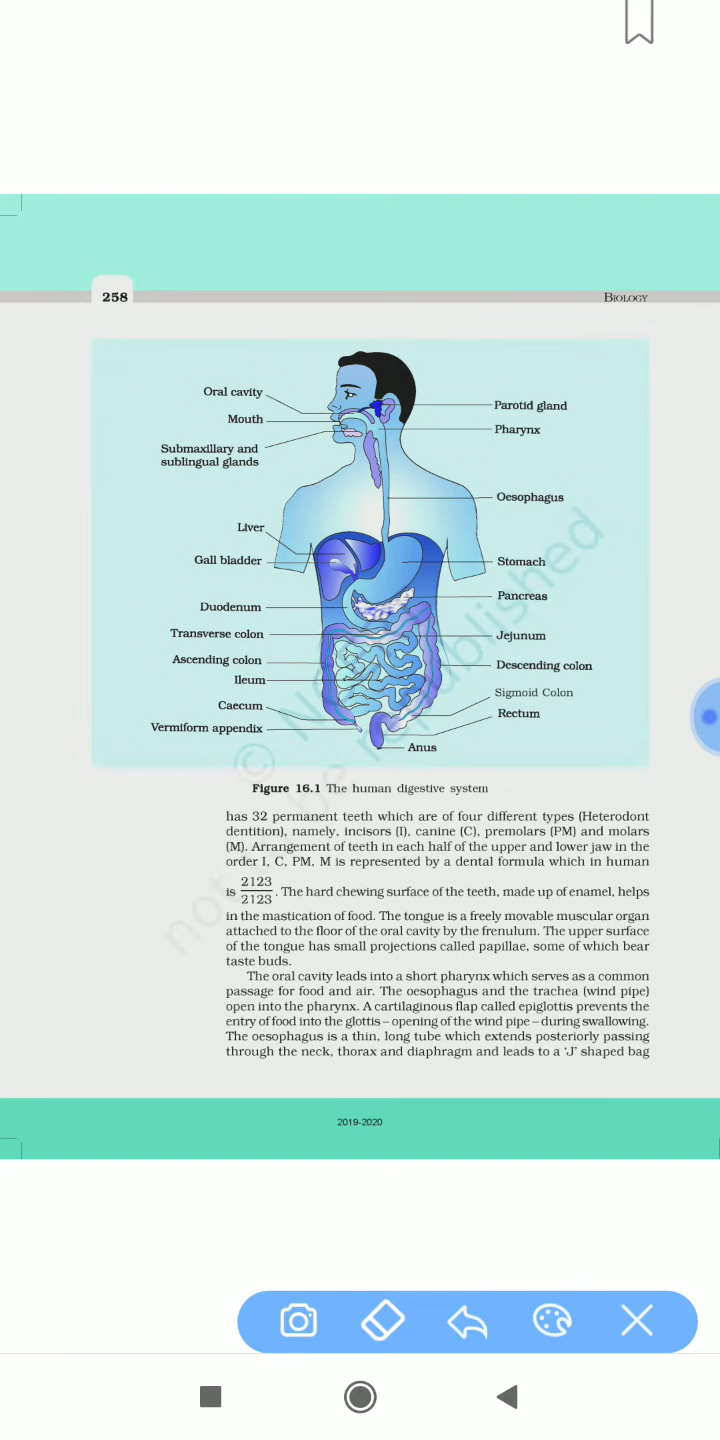 258
BIOLOGY
Oral cavity
Mouth
Submaxillary and
sublingual glands
Liver
Gall bladder
Duodenum
Transverse colon
Ascending colon
Ileum
Caecum
Vermiform appendix
Parotid gland
Pharynx
Oesophagus
Stomach
Pancreas
Jejunum
Descending colon
Sigmoid Colon
Rectum
Anus
Figure 16.1 The human digestive system
has 32 permanent teeth which are of four different types (Heterodont
dentition), namely, incisors (I), canine (C), premolars (PM) and molars
(M). Arrangement of teeth in each half of the upper and lower jaw in the
order I, C, PM, M is represented by a dental formula which in human
is 2123/2123. The hard chewing surface of the teeth, made up of enamel, helps
in the mastication of food. The tongue is a freely movable muscular organ
attached to the floor of the oral cavity by the frenulum. The upper surface
of the tongue has small projections called papillae, some of which bear
taste buds.
The oral cavity leads into a short pharynx which serves as a common
passage for food and air. The oesophagus and the trachea (wind pipe)
open into the pharynx. A cartilaginous flap called epiglottis prevents the
entry of food into the glottis – opening of the wind pipe – during swallowing.
The oesophagus is a thin, long tube which extends posteriorly passing
through the neck, thorax and diaphragm and leads to a ‘J’ shaped bag
2019-2020
not be republished